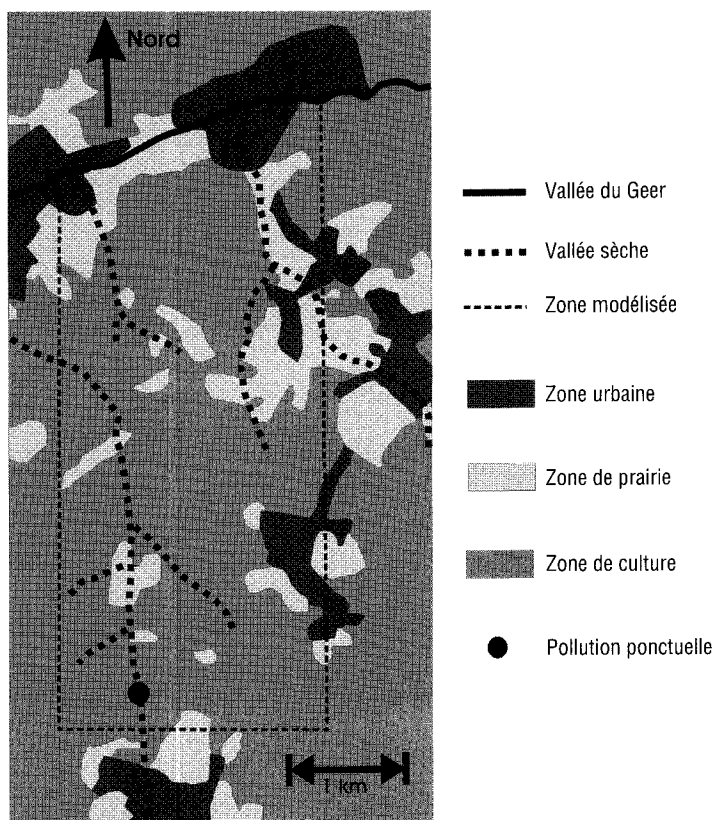 Nord
Vallée du Geer
Vallée sèche
Zone modélisée
Zone urbaine
Zone de prairie
Zone de culture
Pollution ponctuelle
1 km